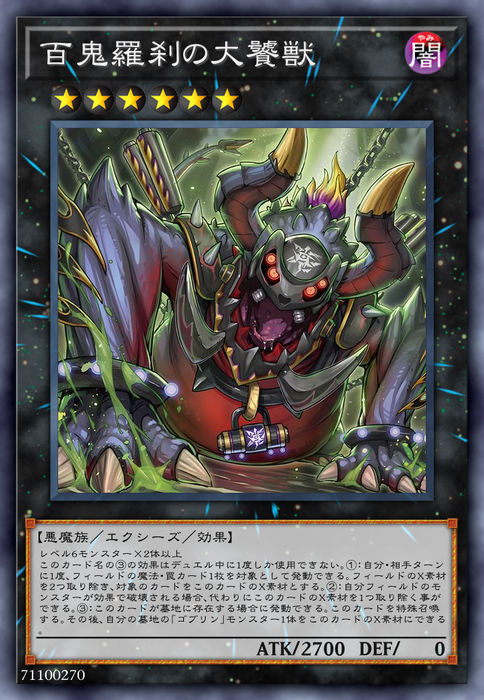 百鬼羅刹の大饕獣
やみ
闇
【悪魔族／エクシーズ／効果】
レベル6モンスター×2体以上
このカード名の③の効果はデュエル中に1度しか使用できない。①：自分・相手ターン
に1度、フィールドの魔法・罠カード1枚を対象として発動できる。フィールドのX素材
を2つ取り除き、対象のカードをこのカードのX素材とする。②：自分フィールドのモ
ンスターが効果で破壊される場合、代わりにこのカードのX素材を1つ取り除く事が
できる。③：このカードが墓地に存在する場合に発動できる。このカードを特殊召喚
する。その後、自分の墓地の「ゴブリン」モンスター1体をこのカードのX素材にできる
。
ATK/2700 DEF/ 0
71100270